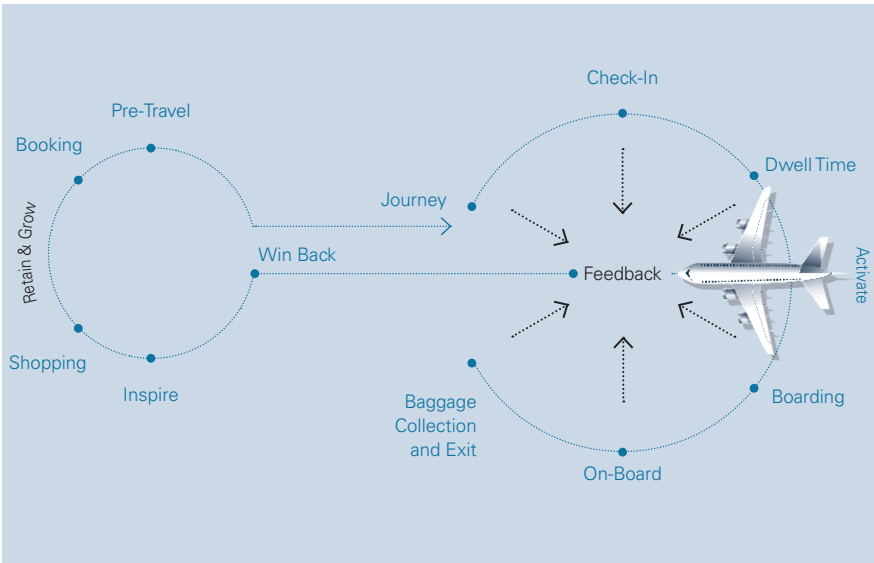 Check-In
Pre-Travel
Booking
Dwell Time
Journey
Retain & Grow
Win Back
Feedback
Activate
Shopping
Inspire
Baggage
Collection
and Exit
Boarding
On-Board